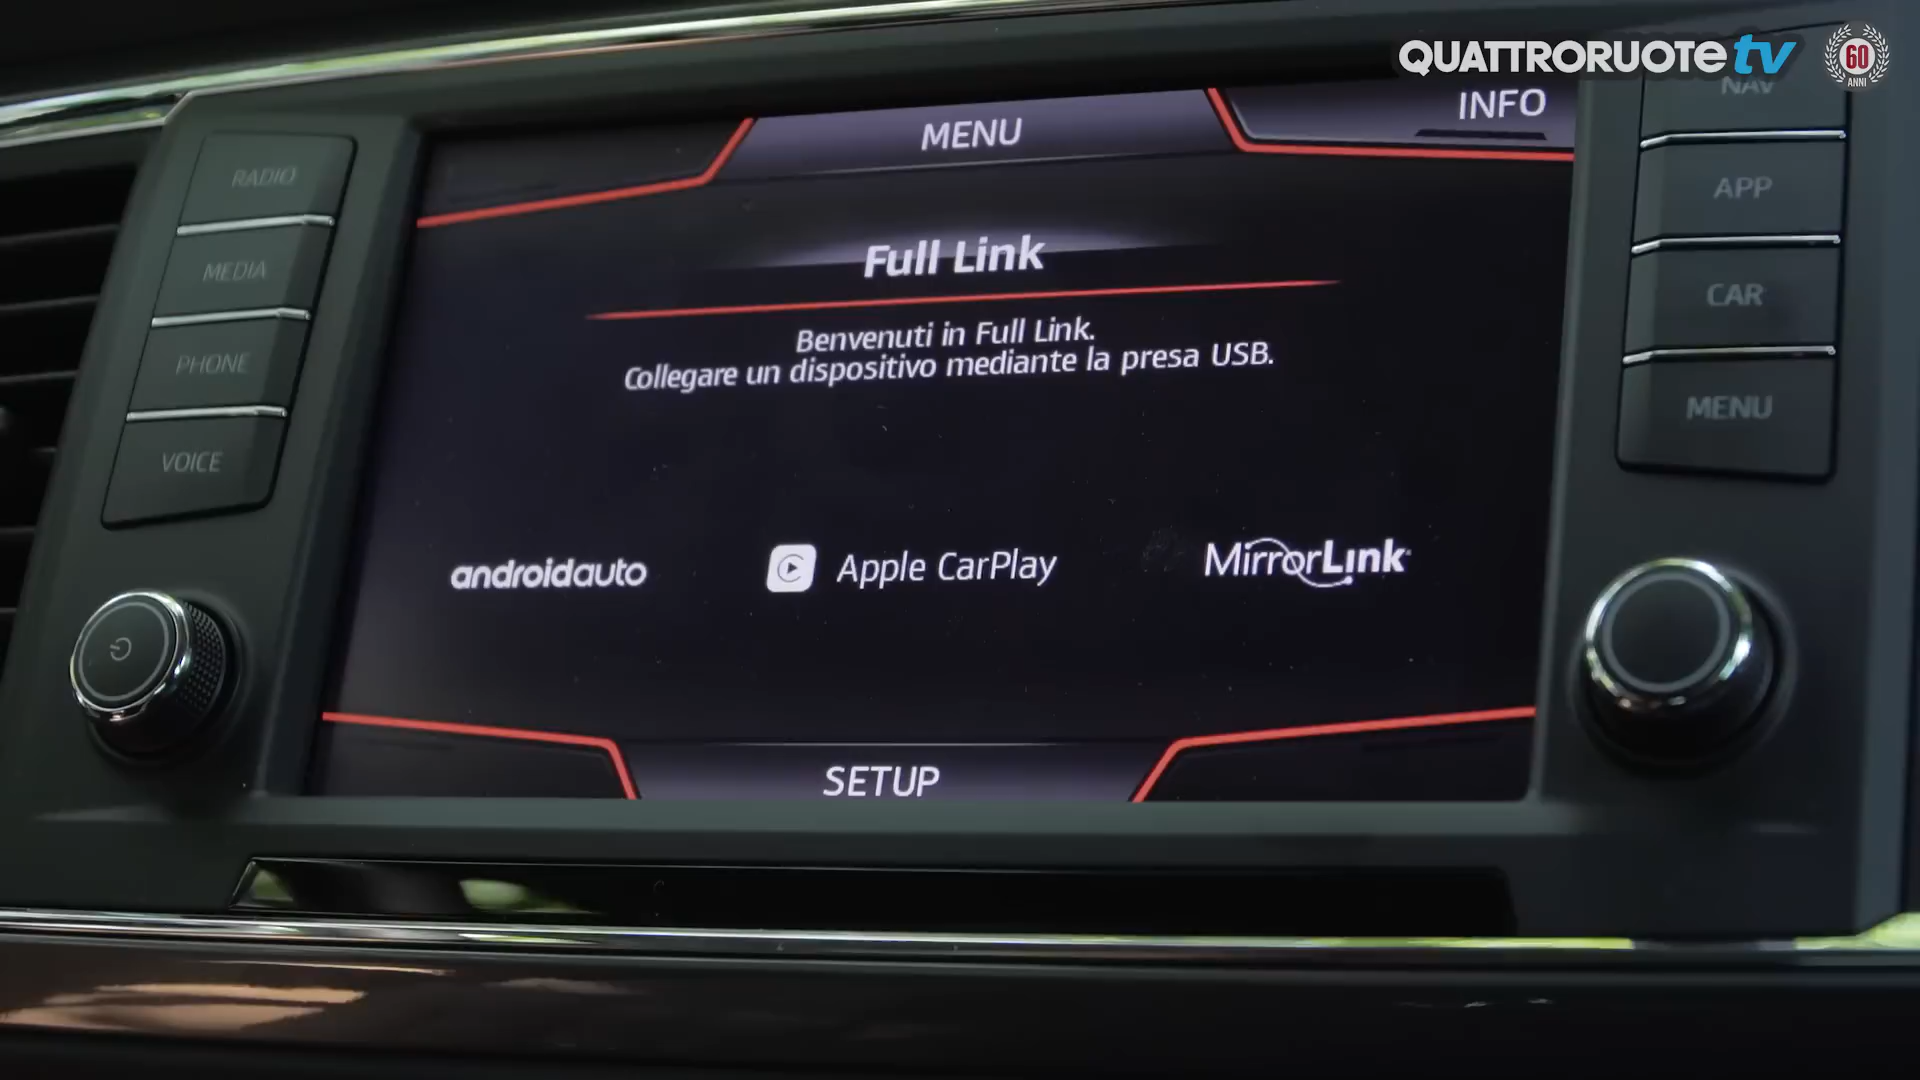 QUATTRORUOTE tv
60
ANNI
NAV
INFO
MENU
RADIO
APP
Full Link
MEDIA
CAR
Benvenuti in Full Link.
Collegare un dispositivo mediante la presa USB.
PHONE
MENU
VOICE
androidauto
Apple CarPlay
MirrorLink
SETUP